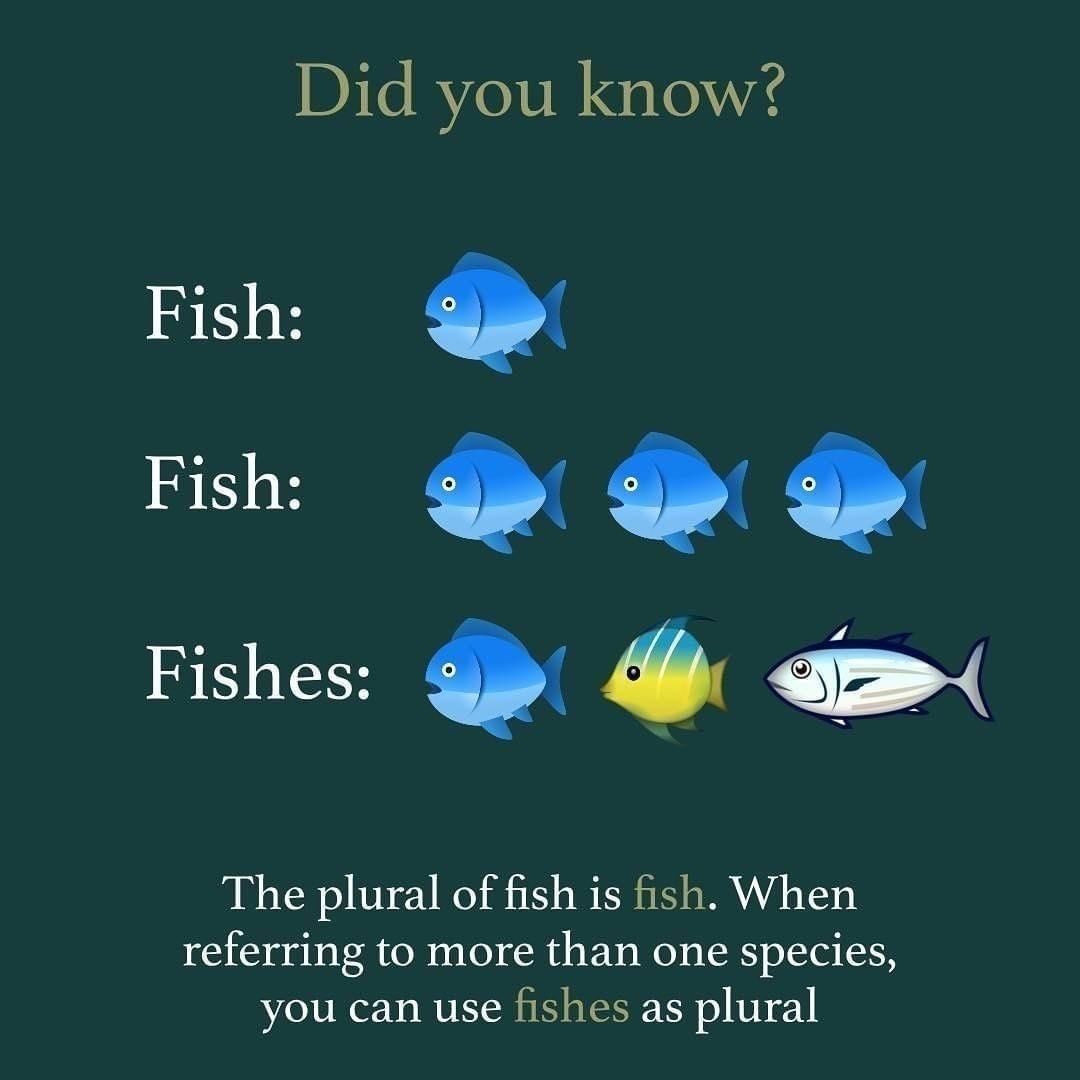 Did you know?
Fish:
Fish:
Fishes:
The plural of fish is fish. When
referring to more than one species,
you can use fishes as plural